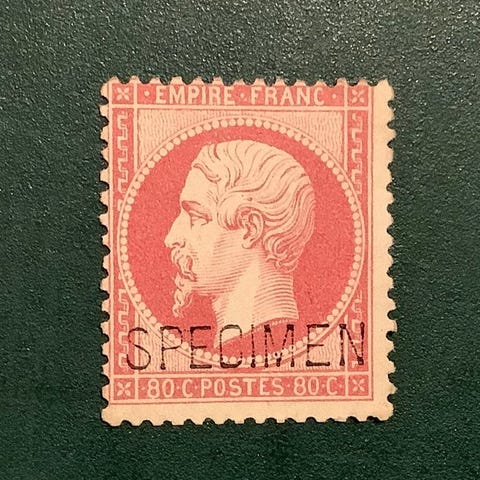 · EMPIRE · FRANC ·
SPECIMEN
· 80 · C · POSTES · 80 · C ·